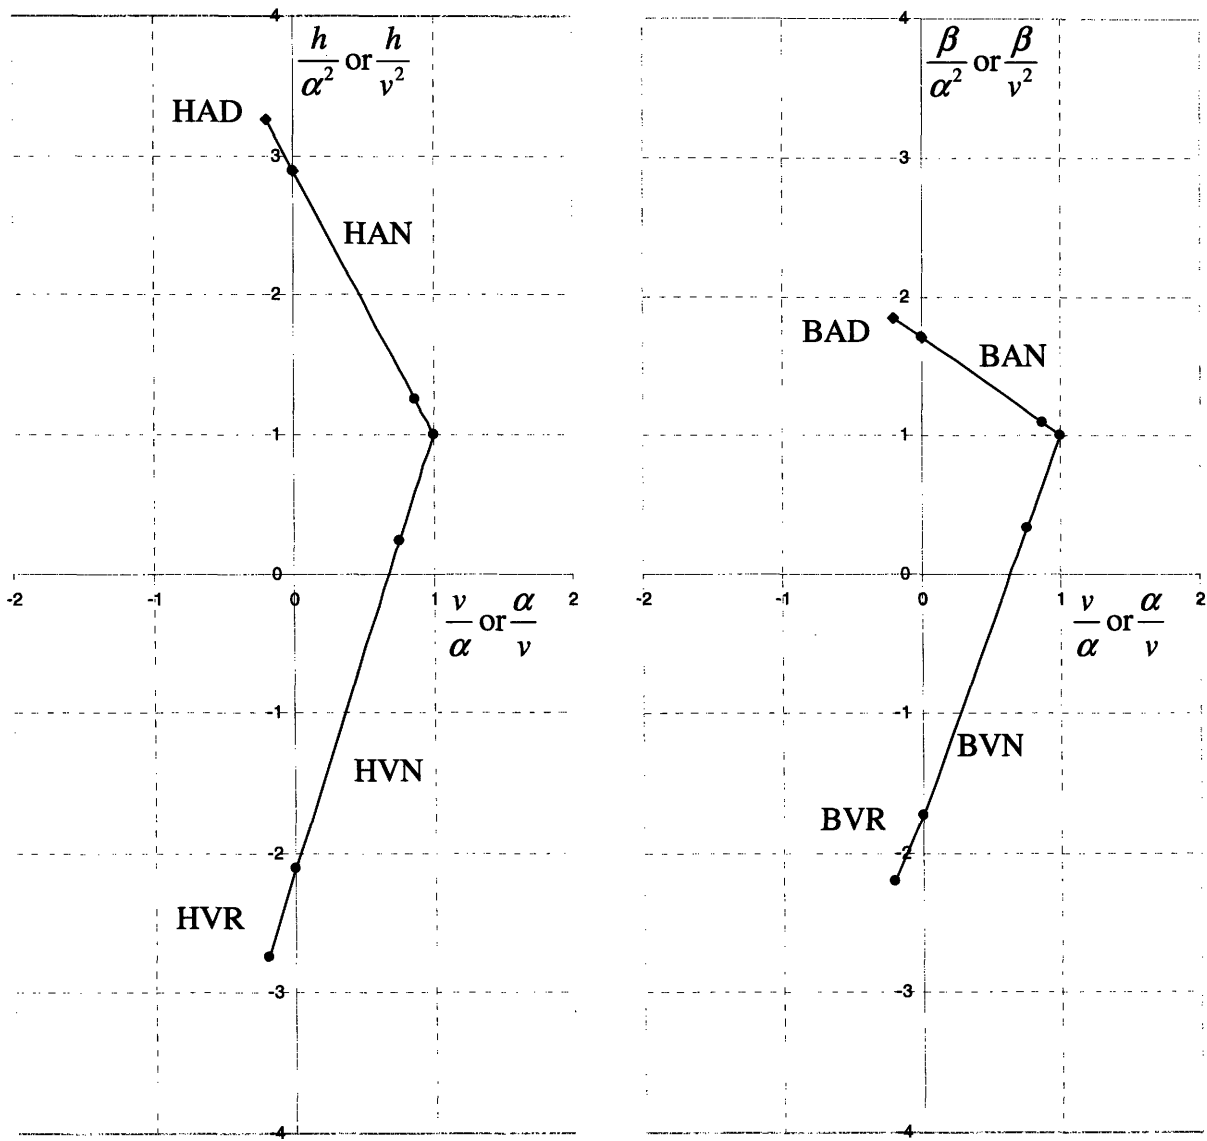 4
h/α² or h/v²
HAD
3
HAN
2
1
0
-2 -1 0 1 2
v/α or α/v
-1
HVN
-2
HVR
-3
-4
4
β/α² or β/v²
3
2
BAD
BAN
1
0
-2 -1 0 1 2
v/α or α/v
-1
BVN
BVR
-2
-3
-4